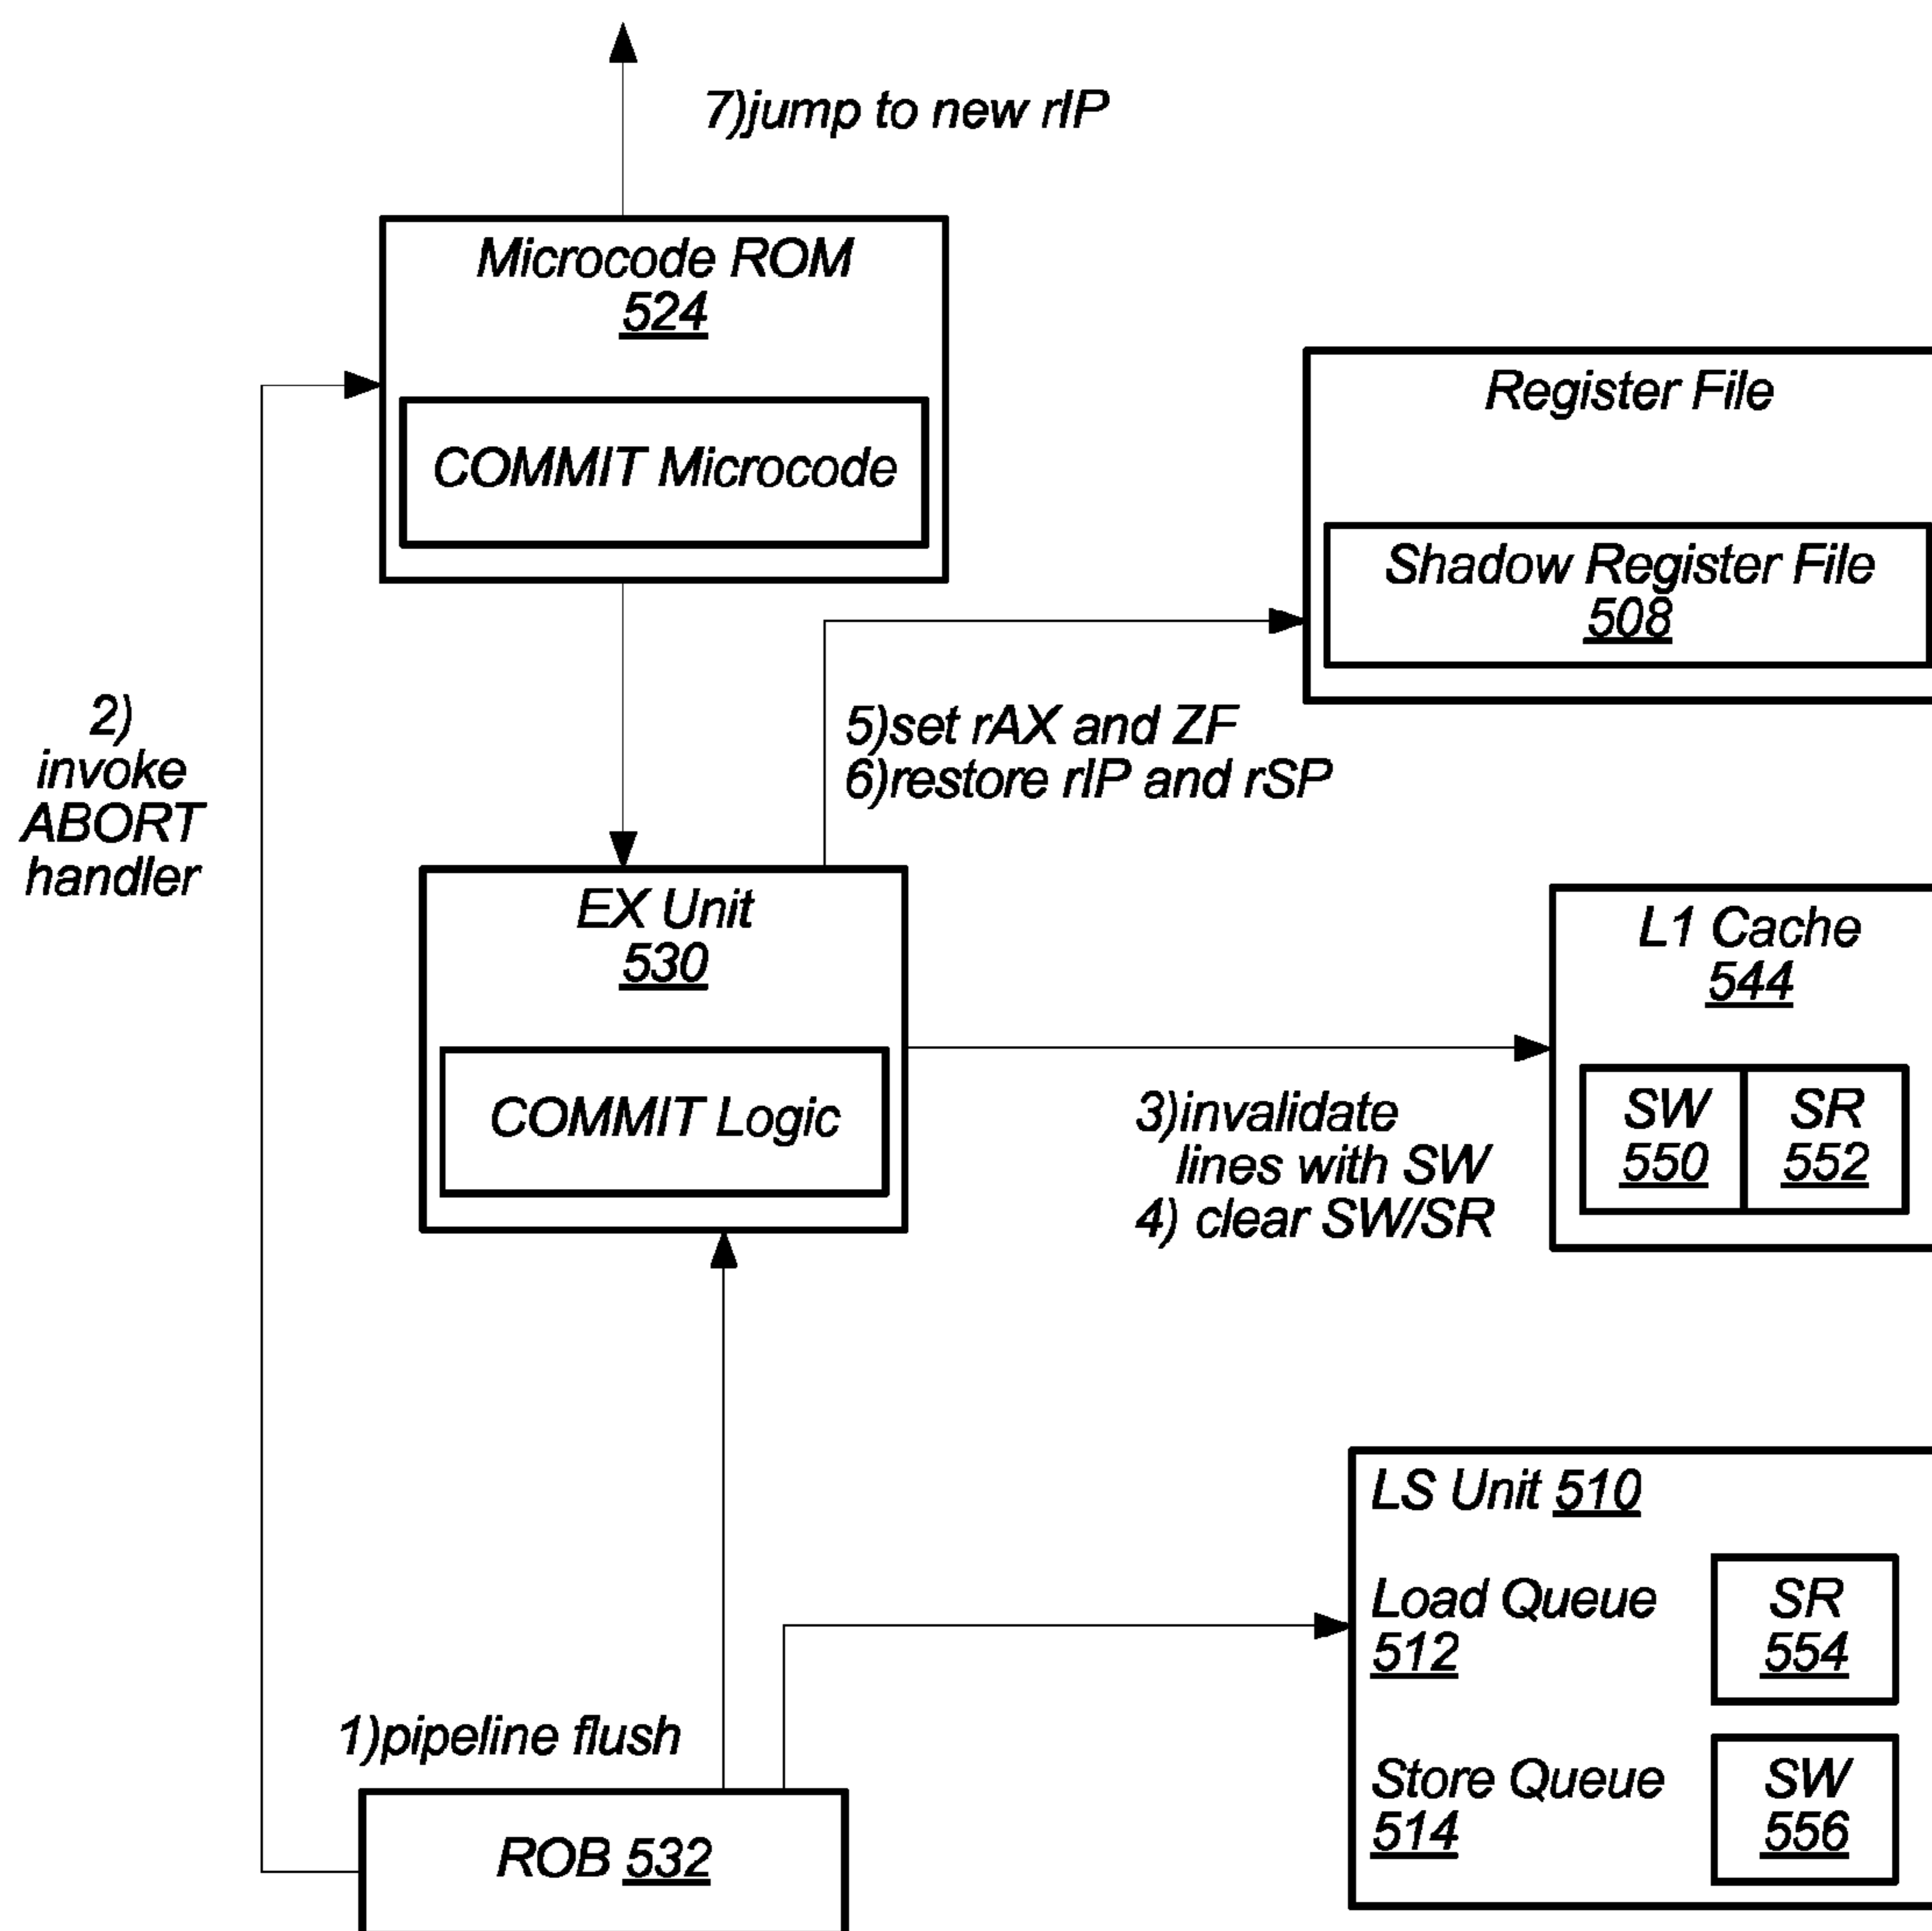 7)jump to new rIP
Microcode ROM
524
COMMIT Microcode
Register File
Shadow Register File
508
2)
invoke
ABORT
handler
5)set rAX and ZF
6)restore rIP and rSP
EX Unit
530
COMMIT Logic
L1 Cache
544
SW
550
SR
552
3)invalidate
lines with SW
4) clear SW/SR
LS Unit 510
Load Queue
512
SR
554
Store Queue
514
SW
556
1)pipeline flush
ROB 532